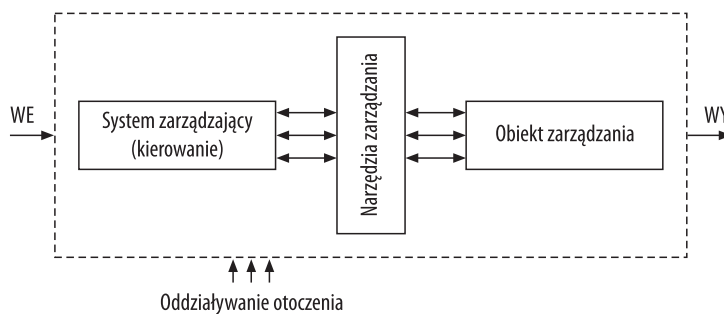 WE
System zarządzający
(kierowanie)
Narzędzia zarządzania
Obiekt zarządzania
WY
Oddziaływanie otoczenia